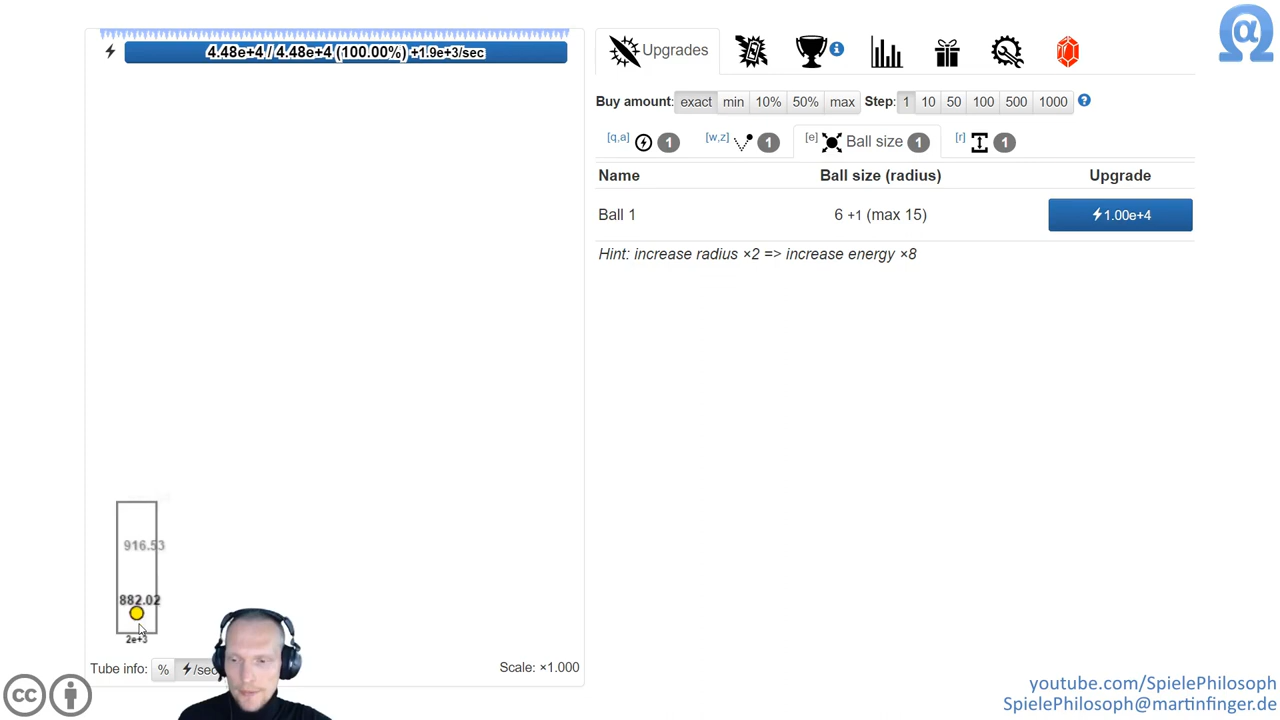 4.48e+4 / 4.48e+4 (100.00%) +1.9e+3/sec
Upgrades
Buy amount: exact min 10% 50% max Step: 1 10 50 100 500 1000
[q,a] 1 [w,z] 1 [e] Ball size 1 [r] 1
Name Ball size (radius) Upgrade
Ball 1 6 +1 (max 15) 1.00e+4
Hint: increase radius ×2 => increase energy ×8
916.53
882.02
2e+3
Tube info: % /sec Scale: ×1.000
cc
youtube.com/SpielePhilosoph
SpielePhilosoph@martinfinger.de